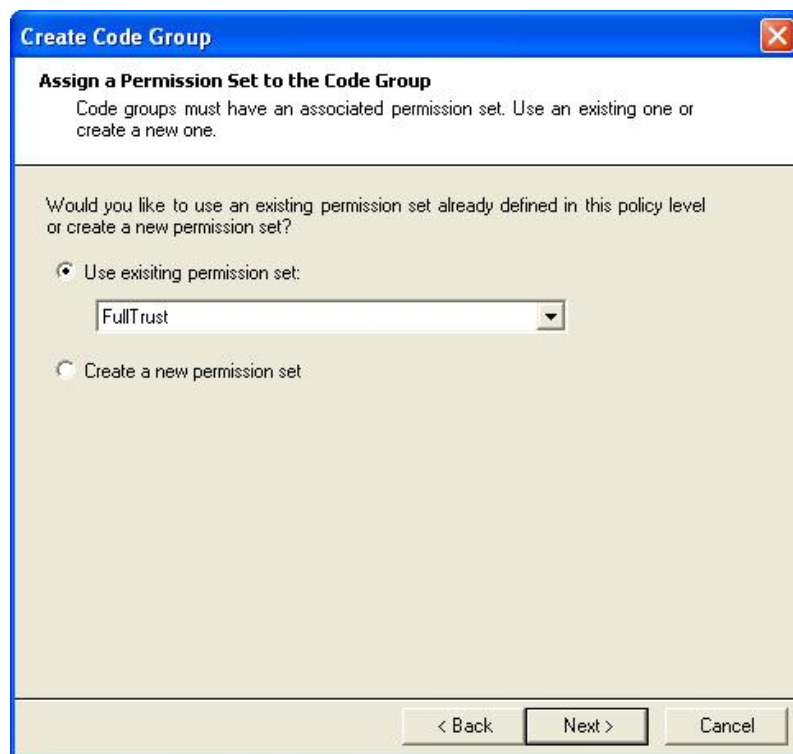 Create Code Group
Assign a Permission Set to the Code Group
Code groups must have an associated permission set. Use an existing one or
create a new one.
Would you like to use an existing permission set already defined in this policy level
or create a new permission set?
Use exisiting permission set:
FullTrust
Create a new permission set
< Back
Next >
Cancel